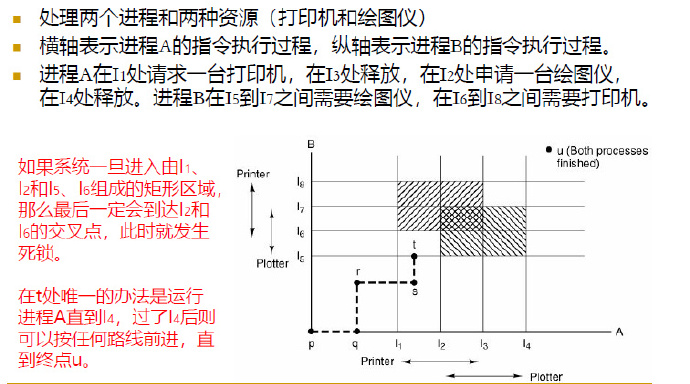 处理两个进程和两种资源（打印机和绘图仪）
横轴表示进程A的指令执行过程，纵轴表示进程B的指令执行过程。
进程A在I1处请求一台打印机，在I3处释放，在I2处申请一台绘图仪，
在I4处释放。进程B在I5到I7之间需要绘图仪，在I6到I8之间需要打印机。
如果系统一旦进入由I1、
I2和I5、I6组成的矩形区域，
那么最后一定会到达I2和
I6的交叉点，此时就发生
死锁。
在t处唯一的办法是运行
进程A直到I4，过了I4后则
可以按任何路线前进，直
到终点u。
B
u (Both processes
finished)
Printer
I8
I7
I6
I5
Plotter
t
r
s
p
q
I1
I2
I3
I4
A
Printer
Plotter